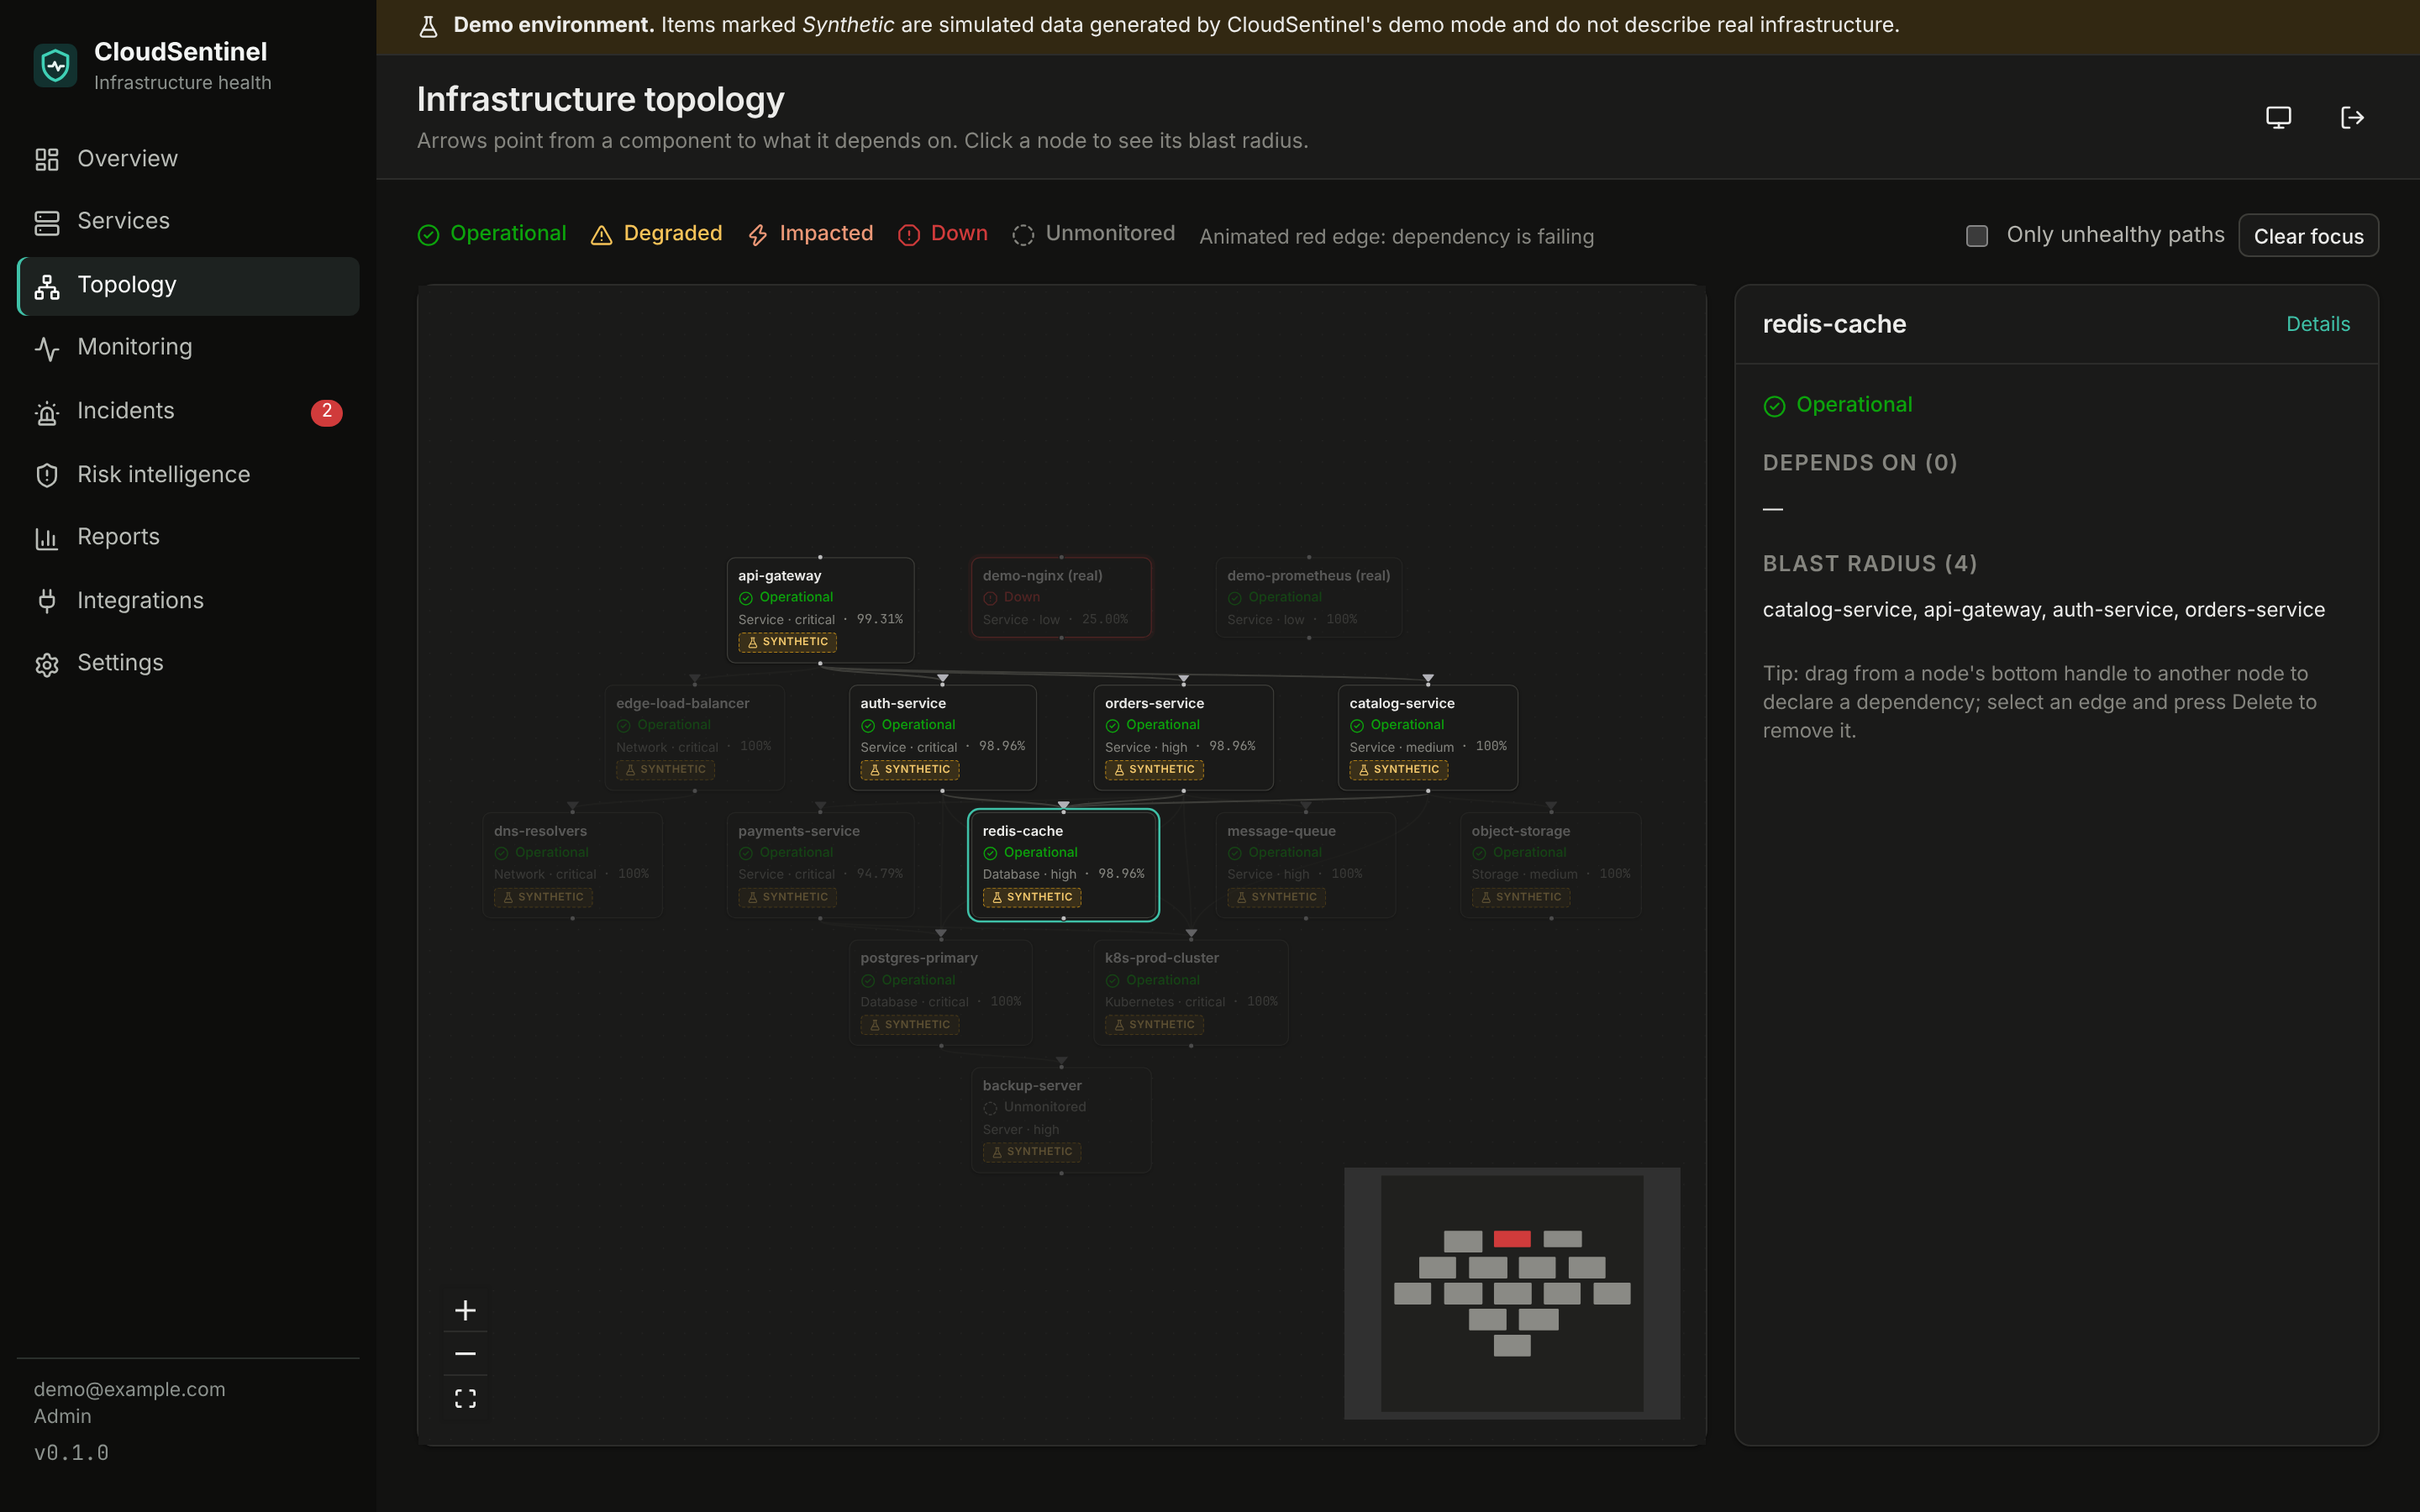 CloudSentinel
Infrastructure health
Overview
Services
Topology
Monitoring
Incidents
2
Risk intelligence
Reports
Integrations
Settings
demo@example.com
Admin
v0.1.0
Demo environment. Items marked Synthetic are simulated data generated by CloudSentinel's demo mode and do not describe real infrastructure.
Infrastructure topology
Arrows point from a component to what it depends on. Click a node to see its blast radius.
Operational
Degraded
Impacted
Down
Unmonitored
Animated red edge: dependency is failing
Only unhealthy paths
Clear focus
api-gateway
Operational
Service · critical · 99.31%
SYNTHETIC
demo-nginx (real)
Down
Service · low · 25.00%
demo-prometheus (real)
Operational
Service · low · 100%
edge-load-balancer
Operational
Network · critical · 100%
SYNTHETIC
auth-service
Operational
Service · critical · 98.96%
SYNTHETIC
orders-service
Operational
Service · high · 98.96%
SYNTHETIC
catalog-service
Operational
Service · medium · 100%
SYNTHETIC
dns-resolvers
Operational
Network · critical · 100%
SYNTHETIC
payments-service
Operational
Service · critical · 94.79%
SYNTHETIC
redis-cache
Operational
Database · high · 98.96%
SYNTHETIC
message-queue
Operational
Service · high · 100%
SYNTHETIC
object-storage
Operational
Storage · medium · 100%
SYNTHETIC
postgres-primary
Operational
Database · critical · 100%
SYNTHETIC
k8s-prod-cluster
Operational
Kubernetes · critical · 100%
SYNTHETIC
backup-server
Unmonitored
Server · high
SYNTHETIC
redis-cache
Details
Operational
DEPENDS ON (0)
—
BLAST RADIUS (4)
catalog-service, api-gateway, auth-service, orders-service
Tip: drag from a node's bottom handle to another node to
declare a dependency; select an edge and press Delete to
remove it.